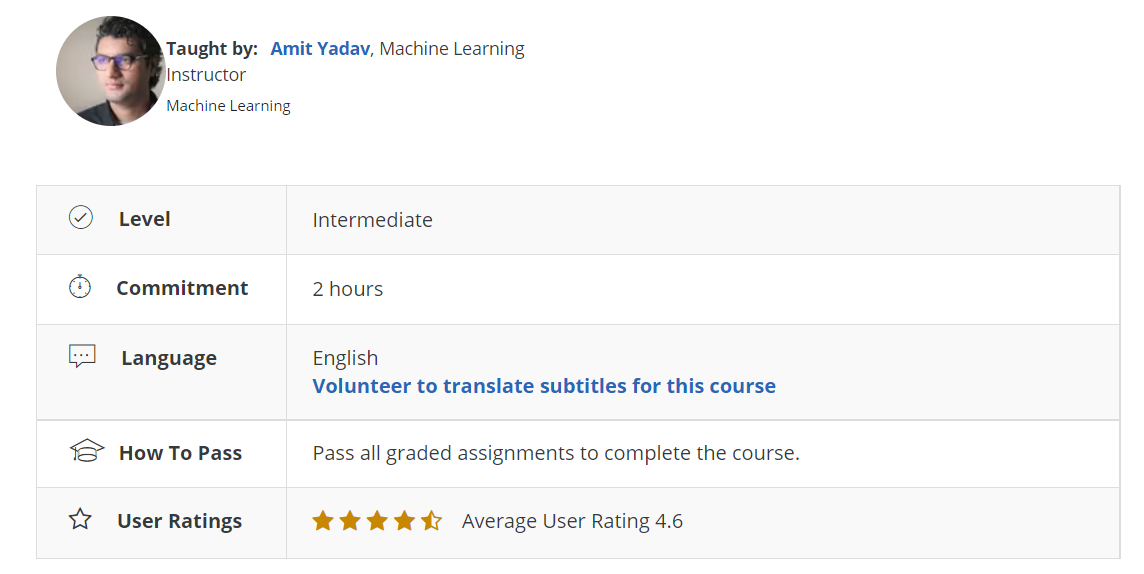 Taught by: Amit Yadav, Machine Learning
Instructor
Machine Learning
Level
Intermediate
Commitment
2 hours
Language
English
Volunteer to translate subtitles for this course
How To Pass
Pass all graded assignments to complete the course.
User Ratings
Average User Rating 4.6